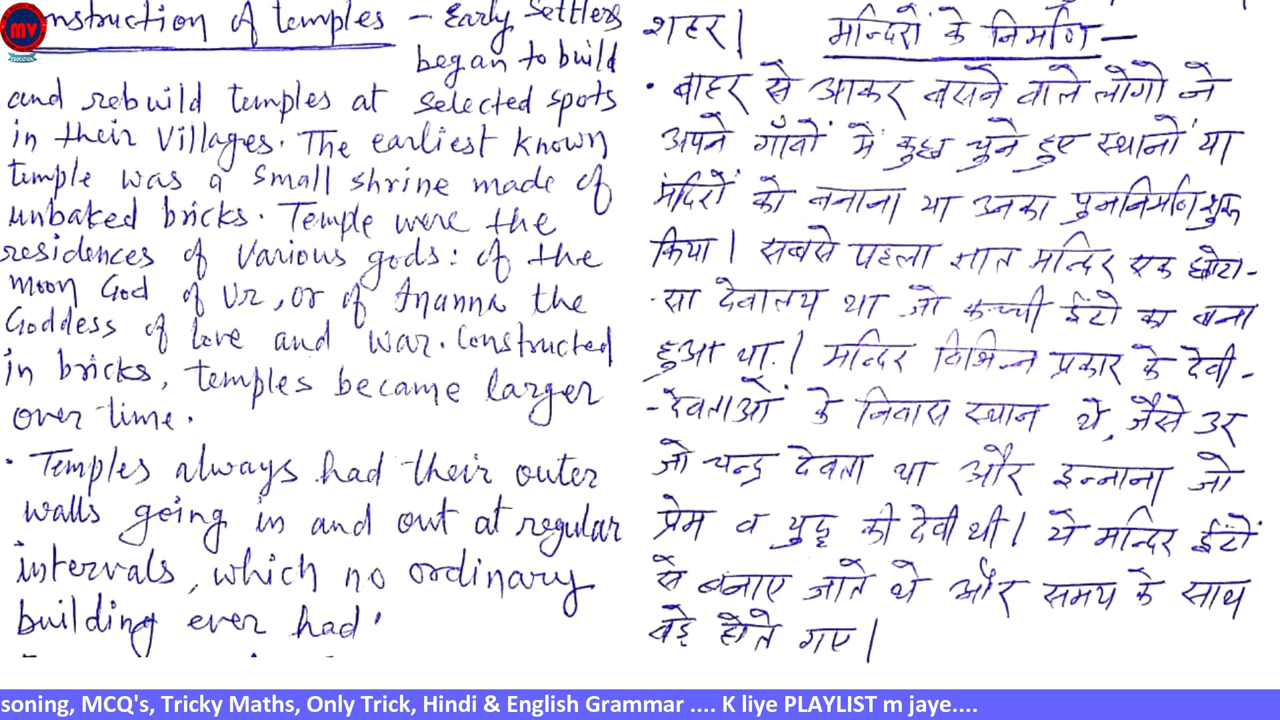 mv
EDUCATION
onstruction of temples – Early Settlers
began to build
and rebuild temples at selected spots
in their Villages. The earliest known
temple was a small shrine made of
unbaked bricks. Temple were the
residences of various gods: of the
Moon God of Ur, or of Inanna the
Goddess of Love and war. Constructed
in bricks, temples became larger
over time.
• Temples always had their outer
walls going in and out at regular
intervals, which no ordinary
building ever had'
शहर। मन्दिरों के निर्माण –
• बाहर से आकर बसने वाले लोगो ने
अपने गाँवों में कुछ चुने हुए स्थानों या
मंदिरों को बनाना या उनका पुननिर्माण शुरू
किया। सबसे पहला ज्ञात मन्दिर एक छोटा-
-सा देवालय था जो कच्ची ईंटो का बना
हुआ था.। मन्दिर विभिन्न प्रकार के देवी-
-देवताओं के निवास स्थान थे, जैसे उर
जो चन्द्र देवता था और इन्नाना जो
प्रेम व युद्ध की देवी थी। ये मन्दिर ईंटों
से बनाए जाते थे और समय के साथ
बड़े होते गए।
soning, MCQ's, Tricky Maths, Only Trick, Hindi & English Grammar .... K liye PLAYLIST m jaye....